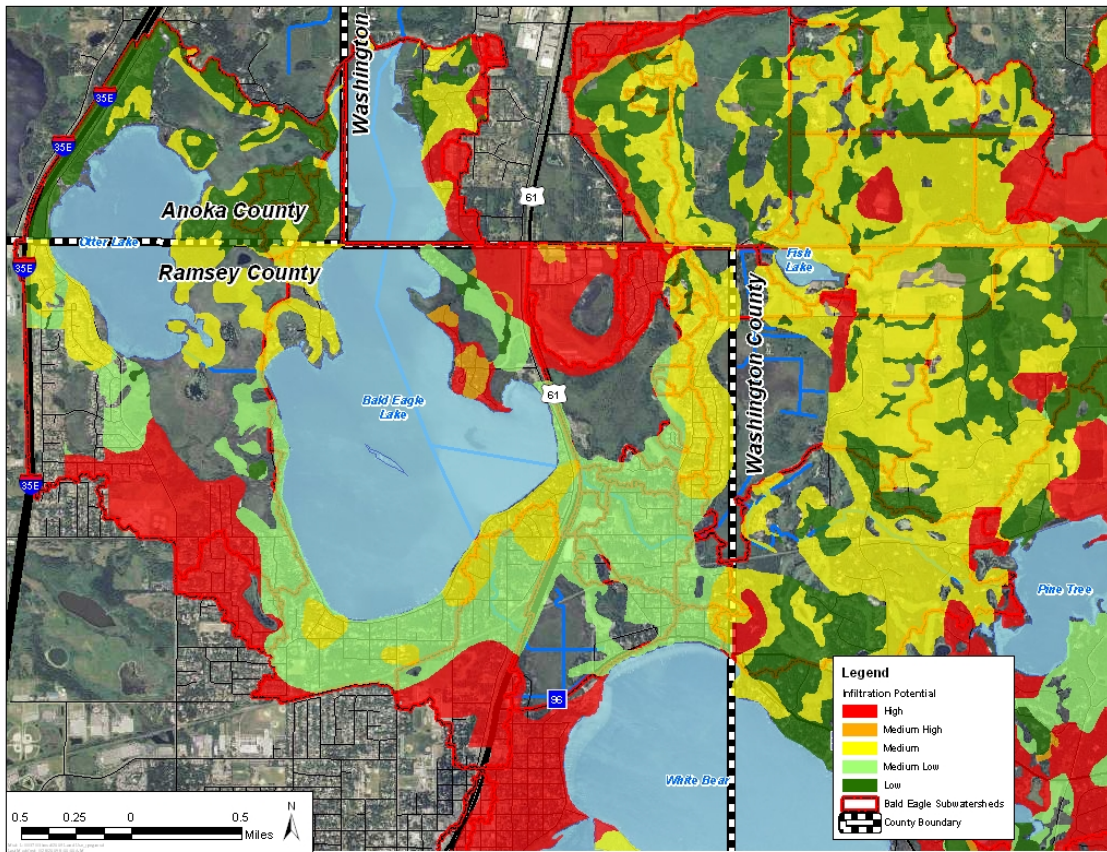 Washington
35E
35E
61
Anoka County
Otter Lake
Ramsey County
35E
Fish
Lake
Washington County
Bald Eagle
Lake
61
35E
Pine Tree
96
White Bear
Legend
Infiltration Potential
High
Medium High
Medium
Medium Low
Low
Bald Eagle Subwatersheds
County Boundary
0.5 0.25 0 0.5
Miles
N